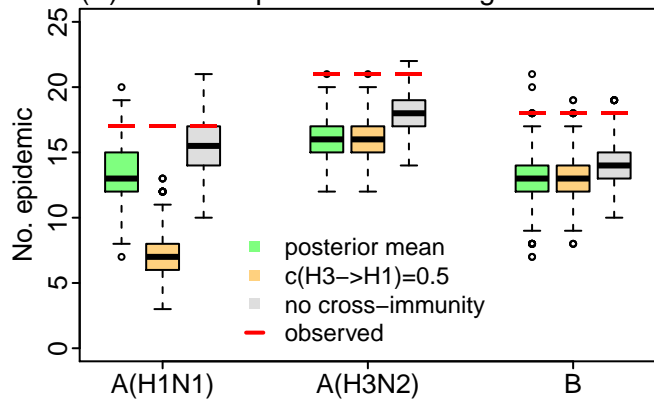 25
20
15
10
5
0
No. epidemic
posterior mean
c(H3->H1)=0.5
no cross−immunity
observed
A(H1N1)
A(H3N2)
B